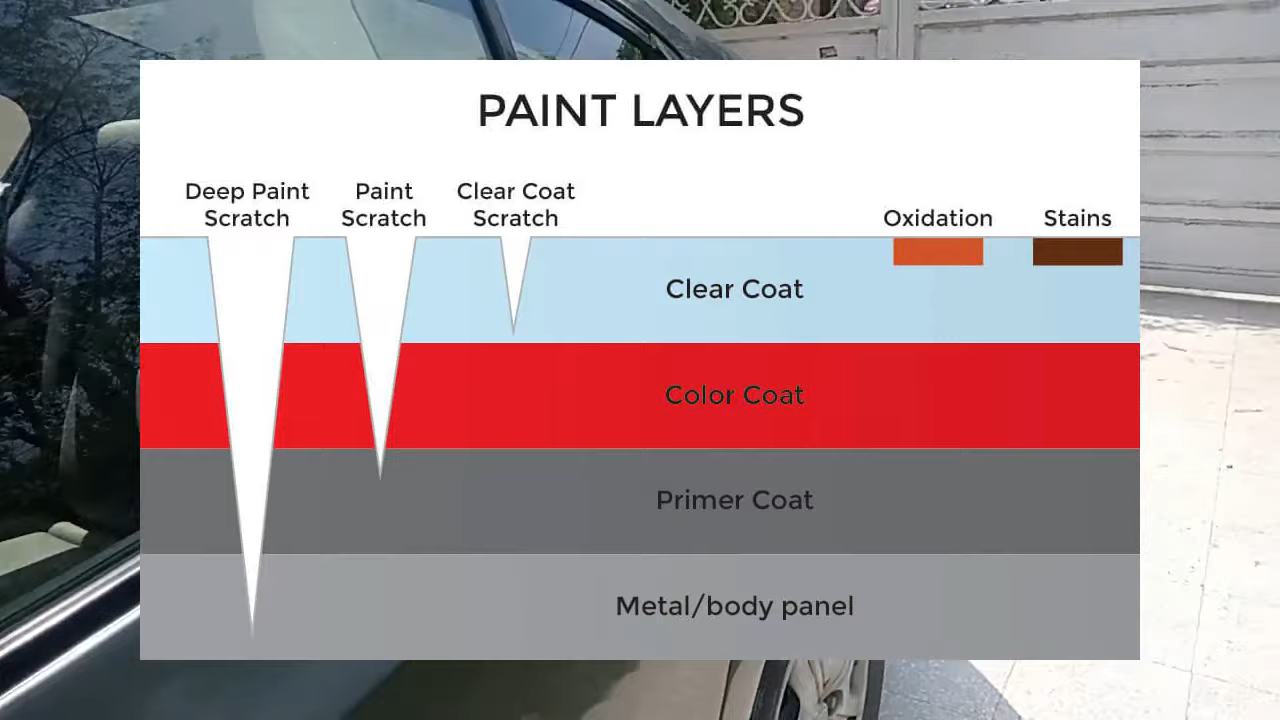 PAINT LAYERS
Deep Paint
Scratch
Paint
Scratch
Clear Coat
Scratch
Oxidation
Stains
Clear Coat
Color Coat
Primer Coat
Metal/body panel